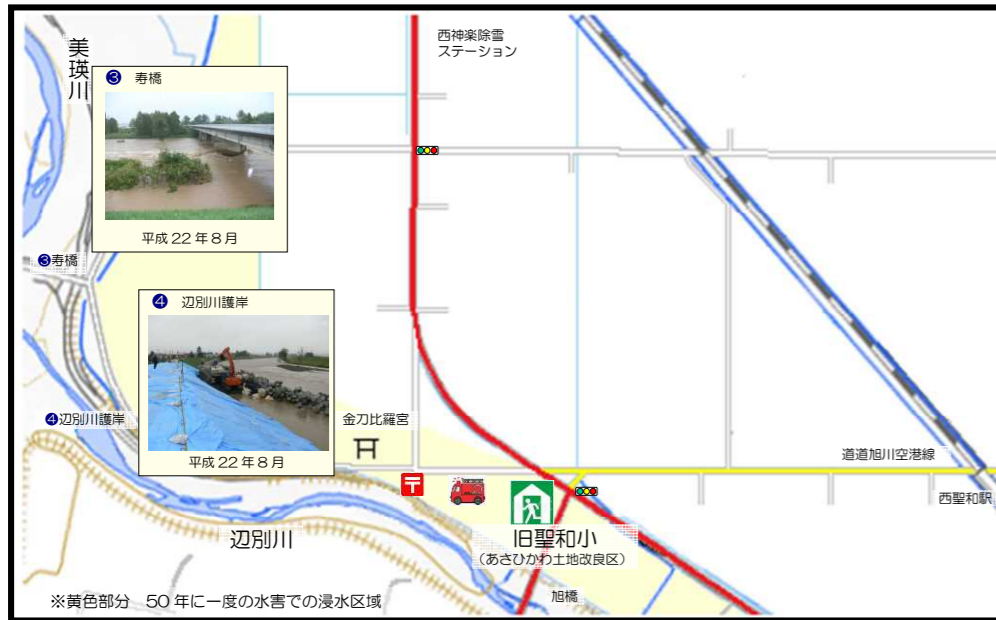 西神楽除雪
ステーション
美瑛川
❸ 寿橋
平成22年8月
❸寿橋
❹ 辺別川護岸
平成22年8月
❹辺別川護岸
金刀比羅宮
道道旭川空港線
西聖和駅
旧聖和小
(あさひかわ土地改良区)
辺別川
旭橋
※黄色部分 50年に一度の水害での浸水区域